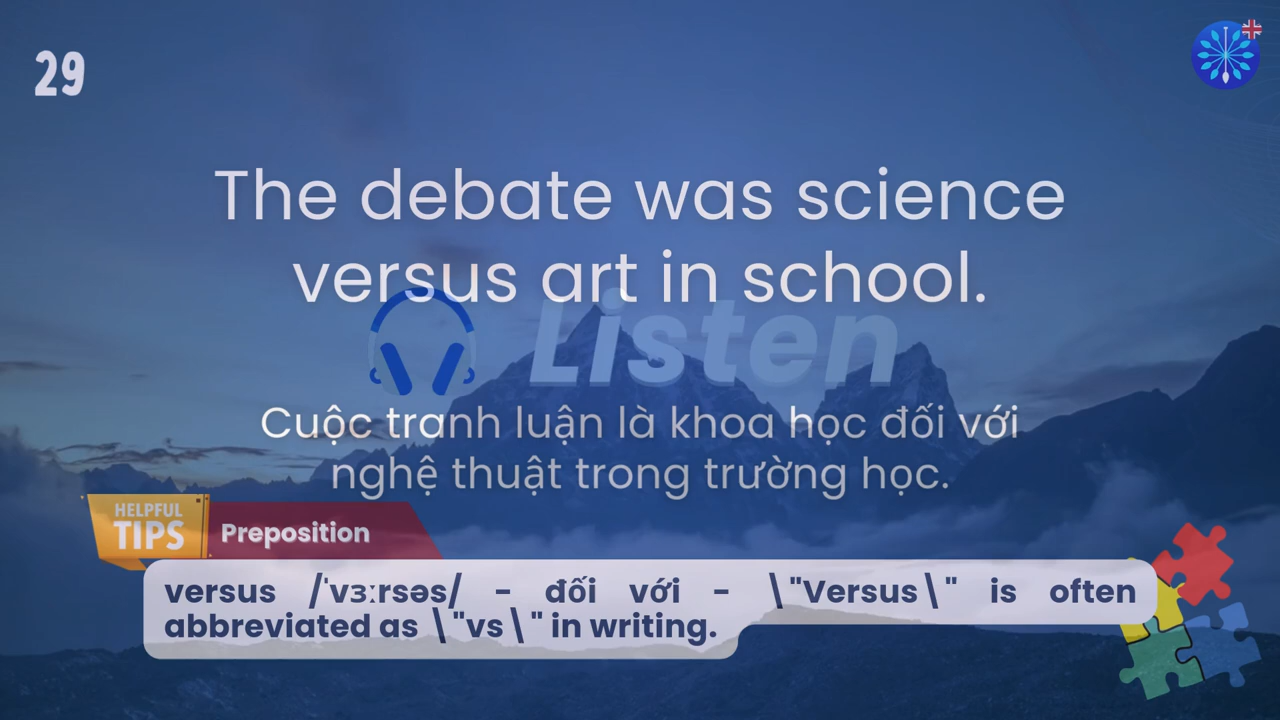 29
The debate was science
versus art in school.
Listen
Cuộc tranh luận là khoa học đối với
nghệ thuật trong trường học.
HELPFUL
TIPS
Preposition
versus /ˈvɜːrsəs/ - đối với - \"Versus\" is often
abbreviated as \"vs\" in writing.